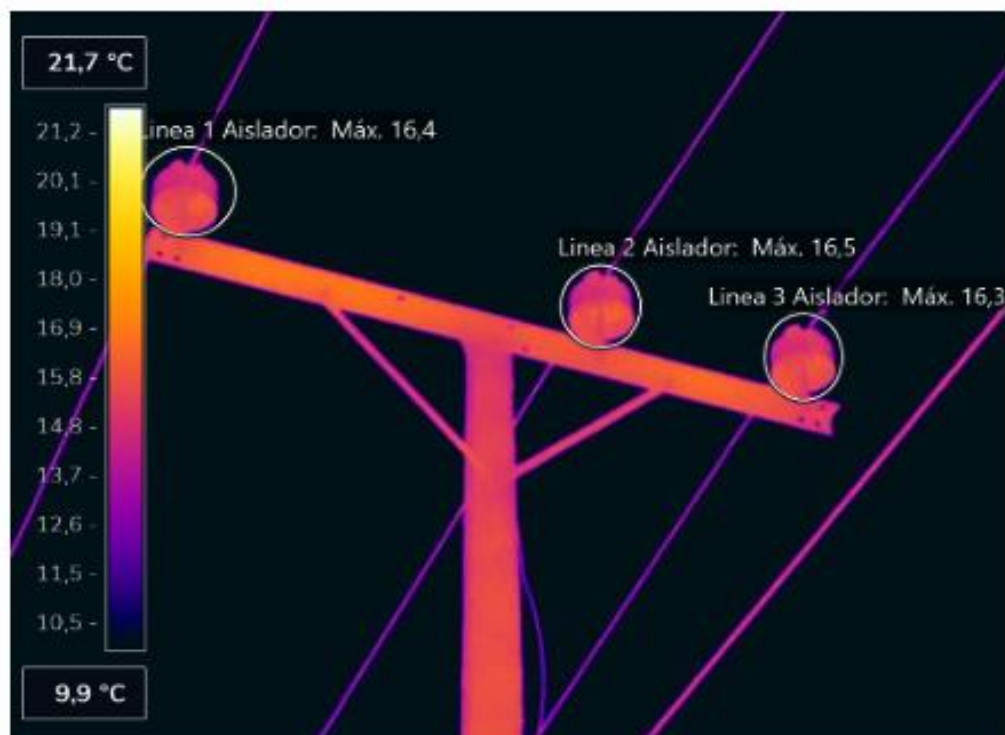 21,7 °C
Linea 1 Aislador: Máx. 16,4
21,2 -
20,1 -
19,1 -
18,0 -
16,9 -
15,8 -
14,8 -
13,7 -
12,6 -
11,5 -
10,5 -
9,9 °C
Linea 2 Aislador: Máx. 16,5
Linea 3 Aislador: Máx. 16,3